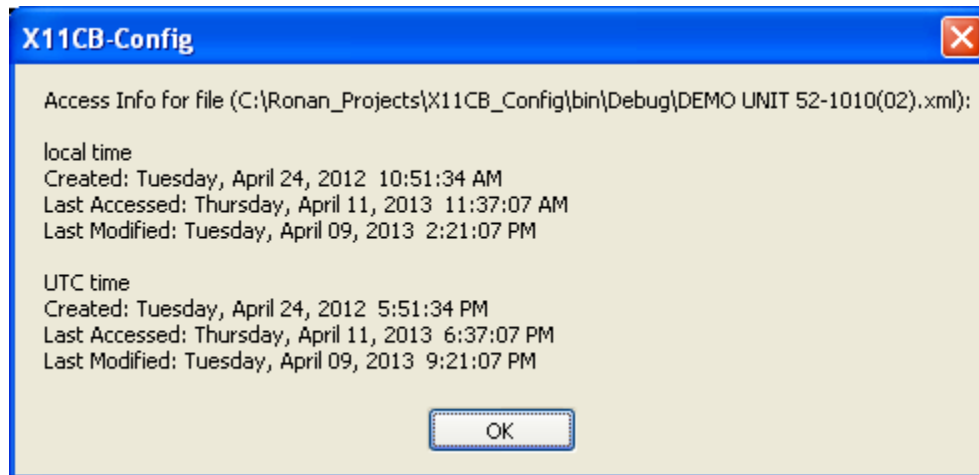 X11CB-Config
Access Info for file (C:\Ronan_Projects\X11CB_Config\bin\Debug\DEMO UNIT 52-1010(02).xml):
local time
Created: Tuesday, April 24, 2012  10:51:34 AM
Last Accessed: Thursday, April 11, 2013  11:37:07 AM
Last Modified: Tuesday, April 09, 2013  2:21:07 PM
UTC time
Created: Tuesday, April 24, 2012  5:51:34 PM
Last Accessed: Thursday, April 11, 2013  6:37:07 PM
Last Modified: Tuesday, April 09, 2013  9:21:07 PM
OK